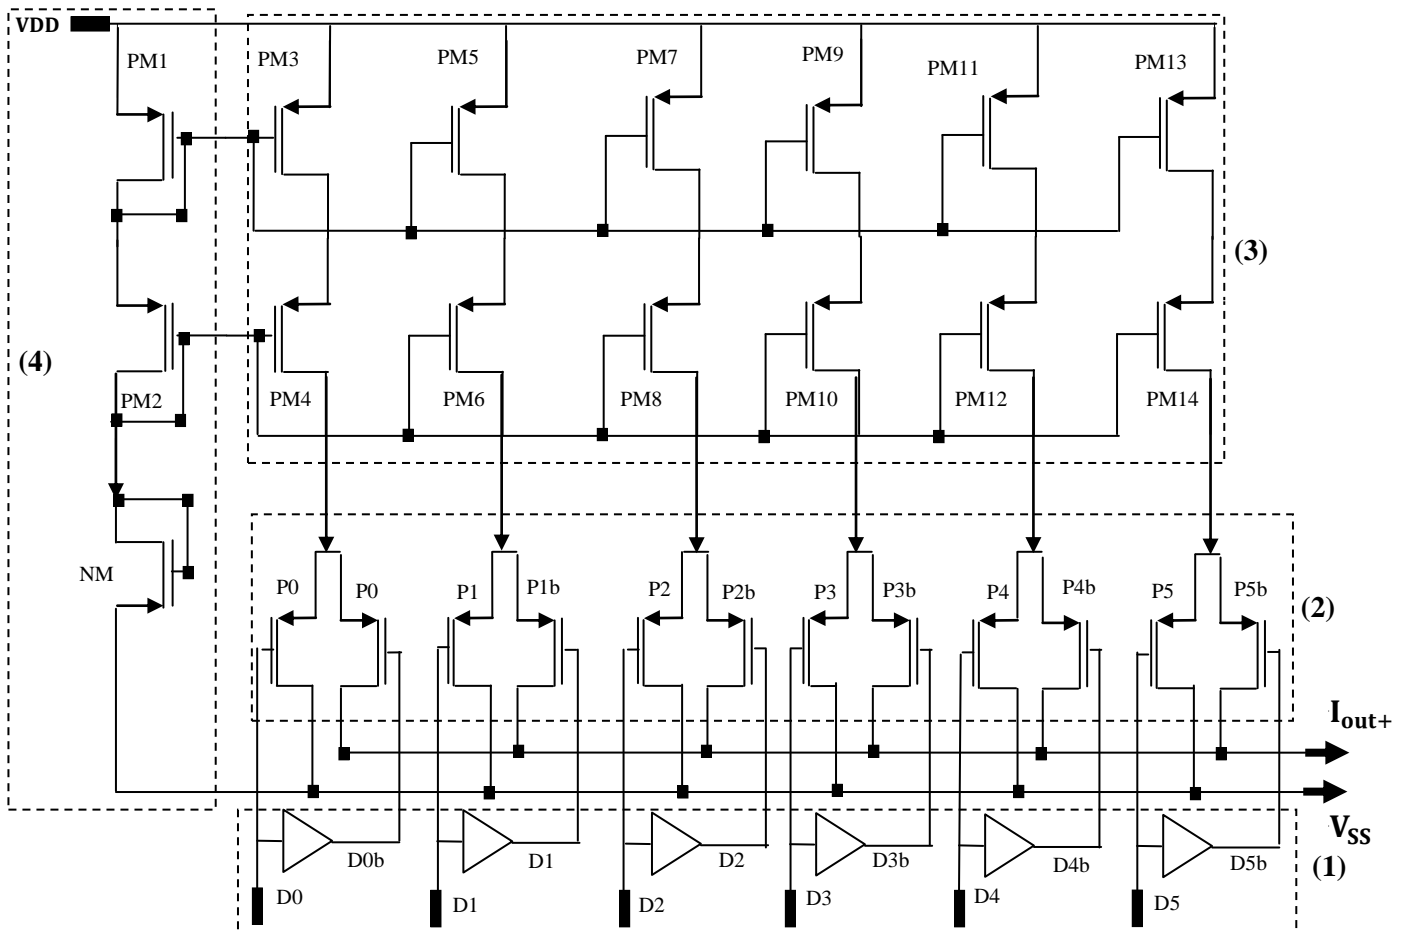 VDD
PM1
PM3
PM5
PM7
PM9
PM11
PM13
(3)
(4)
PM2
PM4
PM6
PM8
PM10
PM12
PM14
NM
P0
P0
P1
P1b
P2
P2b
P3
P3b
P4
P4b
P5
P5b
(2)
Iout+
VSS
D0b
D1
D2
D3b
D4b
D5b
(1)
D0
D1
D2
D3
D4
D5